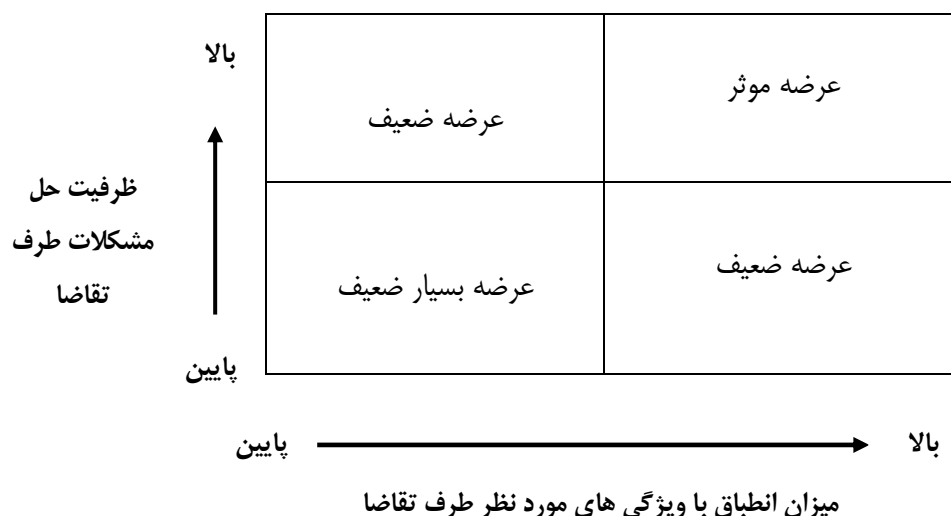 بالا
عرضه موثر
عرضه ضعیف
ظرفیت حل
مشکلات طرف
تقاضا
عرضه ضعیف
عرضه بسیار ضعیف
پایین
بالا
پایین
میزان انطباق با ویژگی های مورد نظر طرف تقاضا